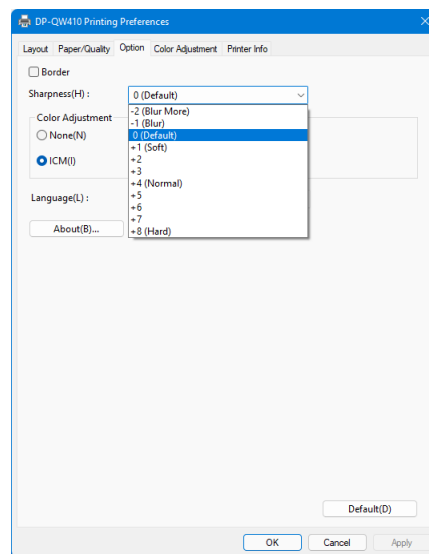 DP-QW410 Printing Preferences
Layout Paper/Quality Option Color Adjustment Printer Info
Border
Sharpness(H) : 0 (Default)
-2 (Blur More)
-1 (Blur)
0 (Default)
+1 (Soft)
+2
+3
+4 (Normal)
+5
+6
+7
+8 (Hard)
Color Adjustment
None(N)
ICM(I)
Language(L) :
About(B)...
Default(D)
OK Cancel Apply